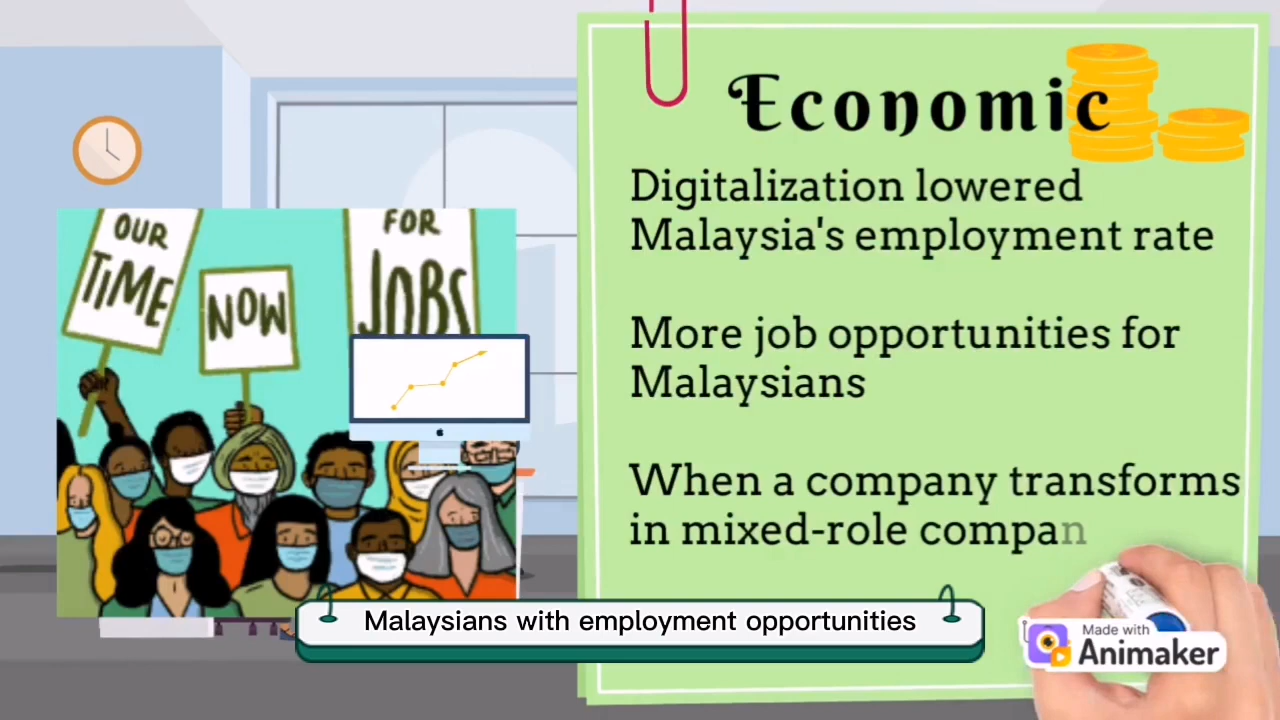 Economic
Digitalization lowered
Malaysia's employment rate
More job opportunities for
Malaysians
When a company transforms
in mixed-role compan
OUR
TIME
NOW
FOR
JOBS
Malaysians with employment opportunities
Made with
Animaker